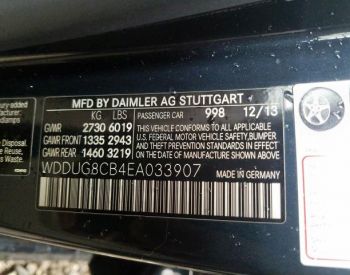 MFD BY DAIMLER AG STUTTGART
KG LBS PASSENGER CAR 998 12/13
GVWR 2730 6019
GAWR FRONT 1335 2943
GAWR REAR 1460 3219
THIS VEHICLE CONFORMS TO ALL APPLICABLE
U.S. FEDERAL MOTOR VEHICLE SAFETY, BUMPER
AND THEFT PREVENTION STANDARDS IN EFFECT
ON THE DATE OF MANUFACTURE SHOWN ABOVE.
WDDUG8CB4EA033907
MADE IN GERMANY